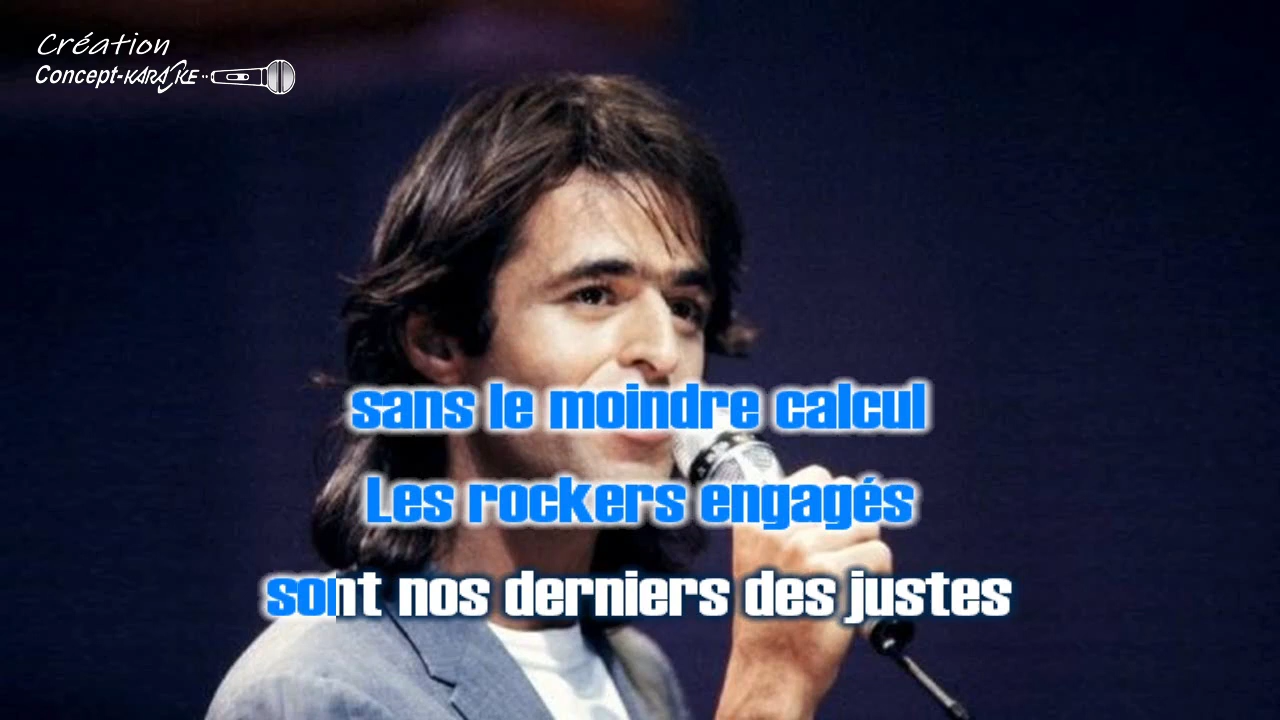 Création
Concept-KARAOKE
sans le moindre calcul
Les rockers engagés
sont nos derniers des justes